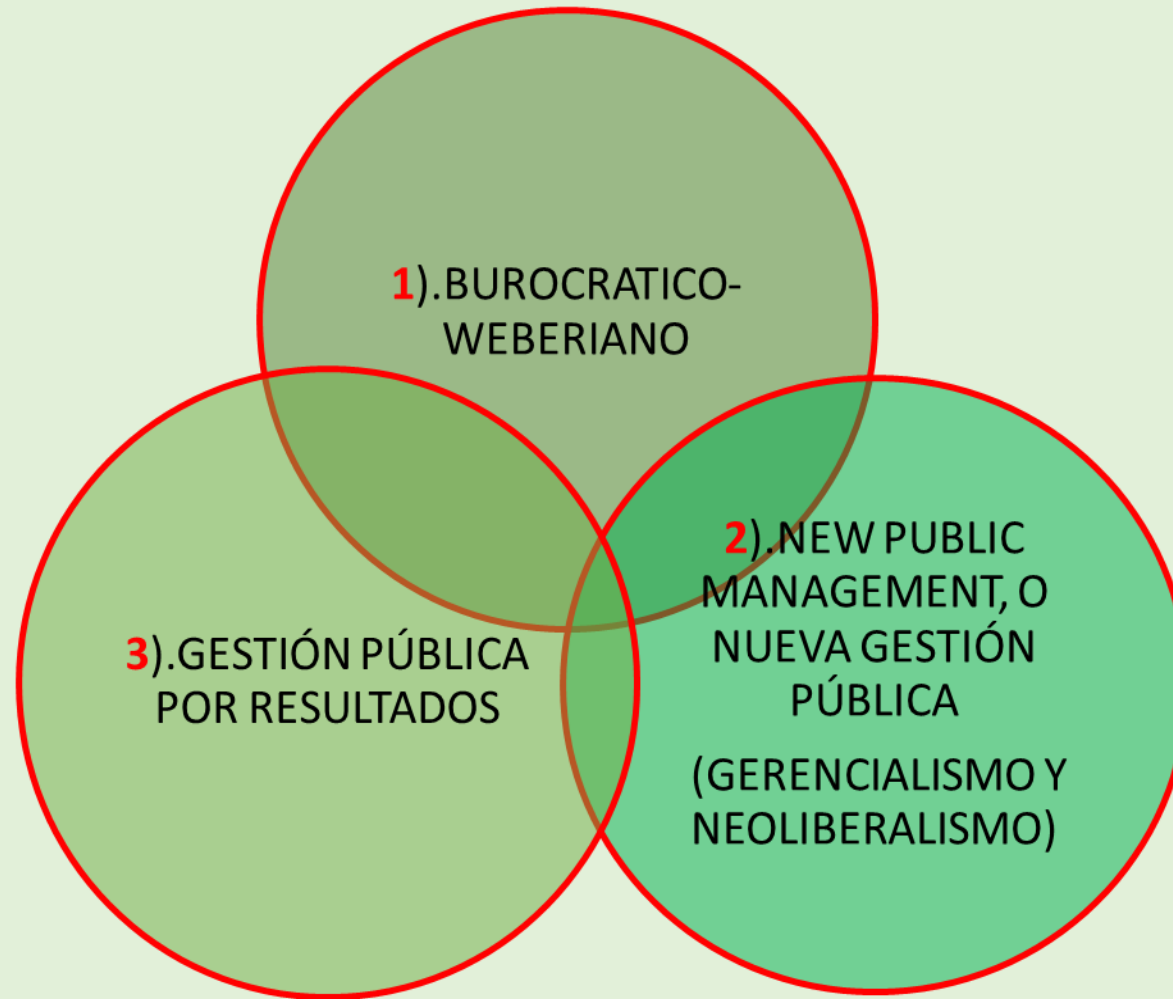 1).BUROCRATICO-
WEBERIANO
2).NEW PUBLIC
MANAGEMENT, O
NUEVA GESTIÓN
PÚBLICA
(GERENCIALISMO Y
NEOLIBERALISMO)
3).GESTIÓN PÚBLICA
POR RESULTADOS